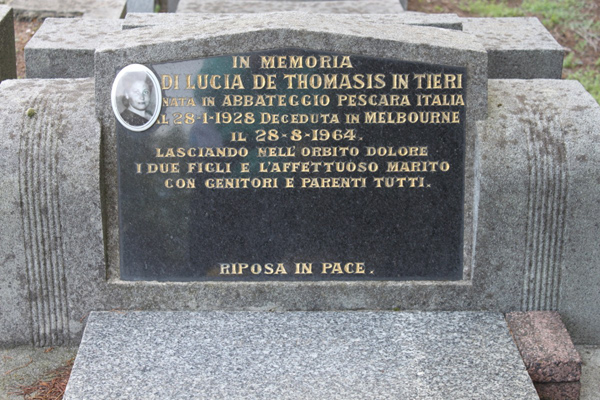 IN MEMORIA
DI LUCIA DE THOMASIS IN TIERI
NATA IN ABBATEGGIO PESCARA ITALIA
IL 28-1-1928 DECEDUTA IN MELBOURNE
IL 28-8-1964.
LASCIANDO NELL'ORBITO DOLORE
I DUE FIGLI E L'AFFETTUOSO MARITO
CON GENITORI E PARENTI TUTTI.
RIPOSA IN PACE.